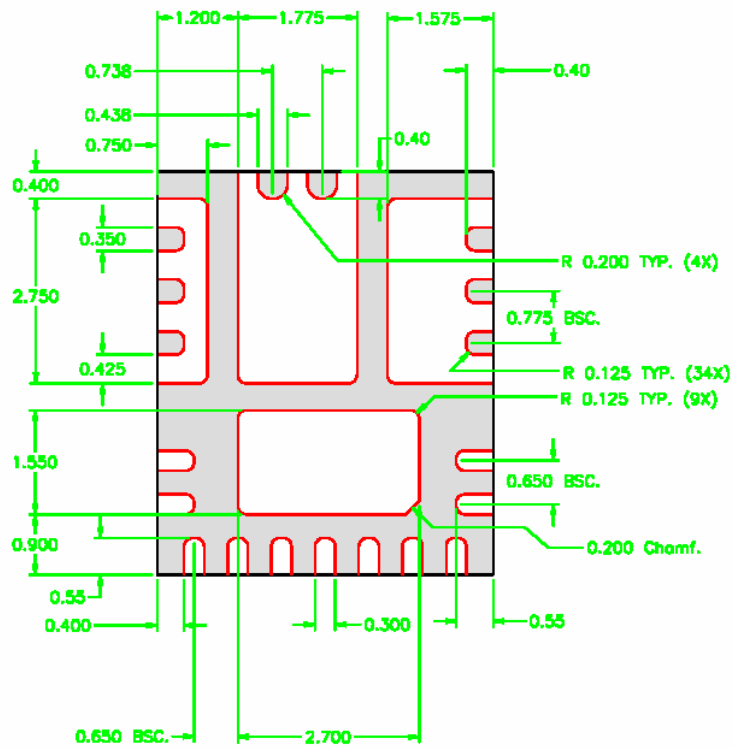 1.200
1.775
1.575
0.738
0.40
0.438
0.750
0.40
0.400
0.350
R 0.200 TYP. (4X)
2.750
0.775 BSC.
0.425
R 0.125 TYP. (34X)
R 0.125 TYP. (9X)
1.550
0.650 BSC.
0.900
0.200 Chamf.
0.55
0.400
0.300
0.55
0.650 BSC.
2.700